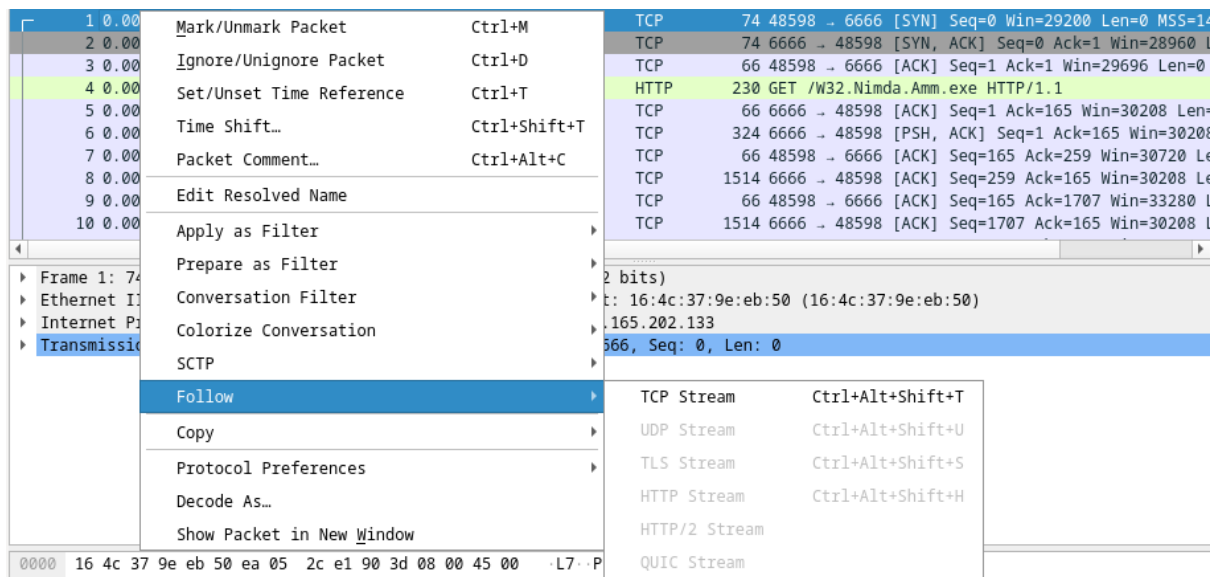 1 0.00 TCP 74 48598 → 6666 [SYN] Seq=0 Win=29200 Len=0 MSS=14
2 0.00 TCP 74 6666 → 48598 [SYN, ACK] Seq=0 Ack=1 Win=28960 L
3 0.00 TCP 66 48598 → 6666 [ACK] Seq=1 Ack=1 Win=29696 Len=0
4 0.00 HTTP 230 GET /W32.Nimda.Amm.exe HTTP/1.1
5 0.00 TCP 66 6666 → 48598 [ACK] Seq=1 Ack=165 Win=30208 Len=
6 0.00 TCP 324 6666 → 48598 [PSH, ACK] Seq=1 Ack=165 Win=30208
7 0.00 TCP 66 48598 → 6666 [ACK] Seq=165 Ack=259 Win=30720 Le
8 0.00 TCP 1514 6666 → 48598 [ACK] Seq=259 Ack=165 Win=30208 Le
9 0.00 TCP 66 48598 → 6666 [ACK] Seq=165 Ack=1707 Win=33280 L
10 0.00 TCP 1514 6666 → 48598 [ACK] Seq=1707 Ack=165 Win=30208 L
Mark/Unmark Packet Ctrl+M
Ignore/Unignore Packet Ctrl+D
Set/Unset Time Reference Ctrl+T
Time Shift… Ctrl+Shift+T
Packet Comment… Ctrl+Alt+C
Edit Resolved Name
Apply as Filter
Prepare as Filter
Conversation Filter
Colorize Conversation
SCTP
Follow
Copy
Protocol Preferences
Decode As…
Show Packet in New Window
TCP Stream Ctrl+Alt+Shift+T
UDP Stream Ctrl+Alt+Shift+U
TLS Stream Ctrl+Alt+Shift+S
HTTP Stream Ctrl+Alt+Shift+H
HTTP/2 Stream
QUIC Stream
Frame 1: 74 2 bits)
Ethernet II t: 16:4c:37:9e:eb:50 (16:4c:37:9e:eb:50)
Internet Pr .165.202.133
Transmissio 666, Seq: 0, Len: 0
0000 16 4c 37 9e eb 50 ea 05 2c e1 90 3d 08 00 45 00 ·L7··P